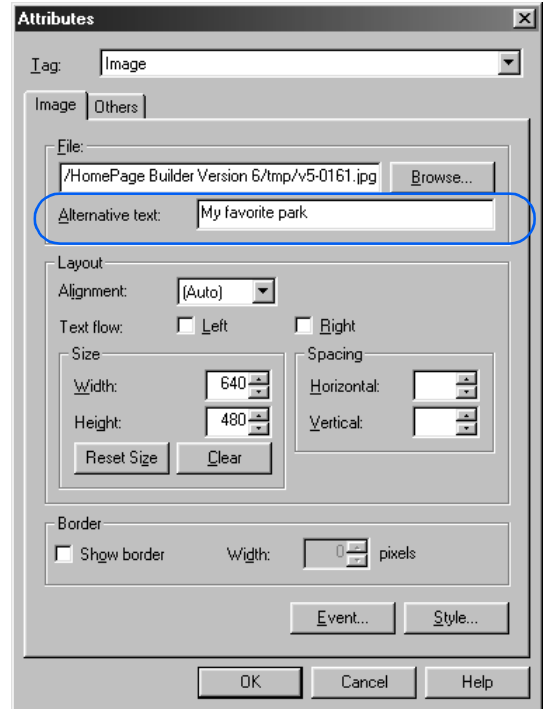 Attributes
Tag: Image
Image Others
File:
/HomePage Builder Version 6/tmp/v5-0161.jpg Browse...
Alternative text: My favorite park
Layout
Alignment: (Auto)
Text flow: Left Right
Size Spacing
Width: 640 Horizontal:
Height: 480 Vertical:
Reset Size Clear
Border
Show border Width: 0 pixels
Event... Style...
OK Cancel Help